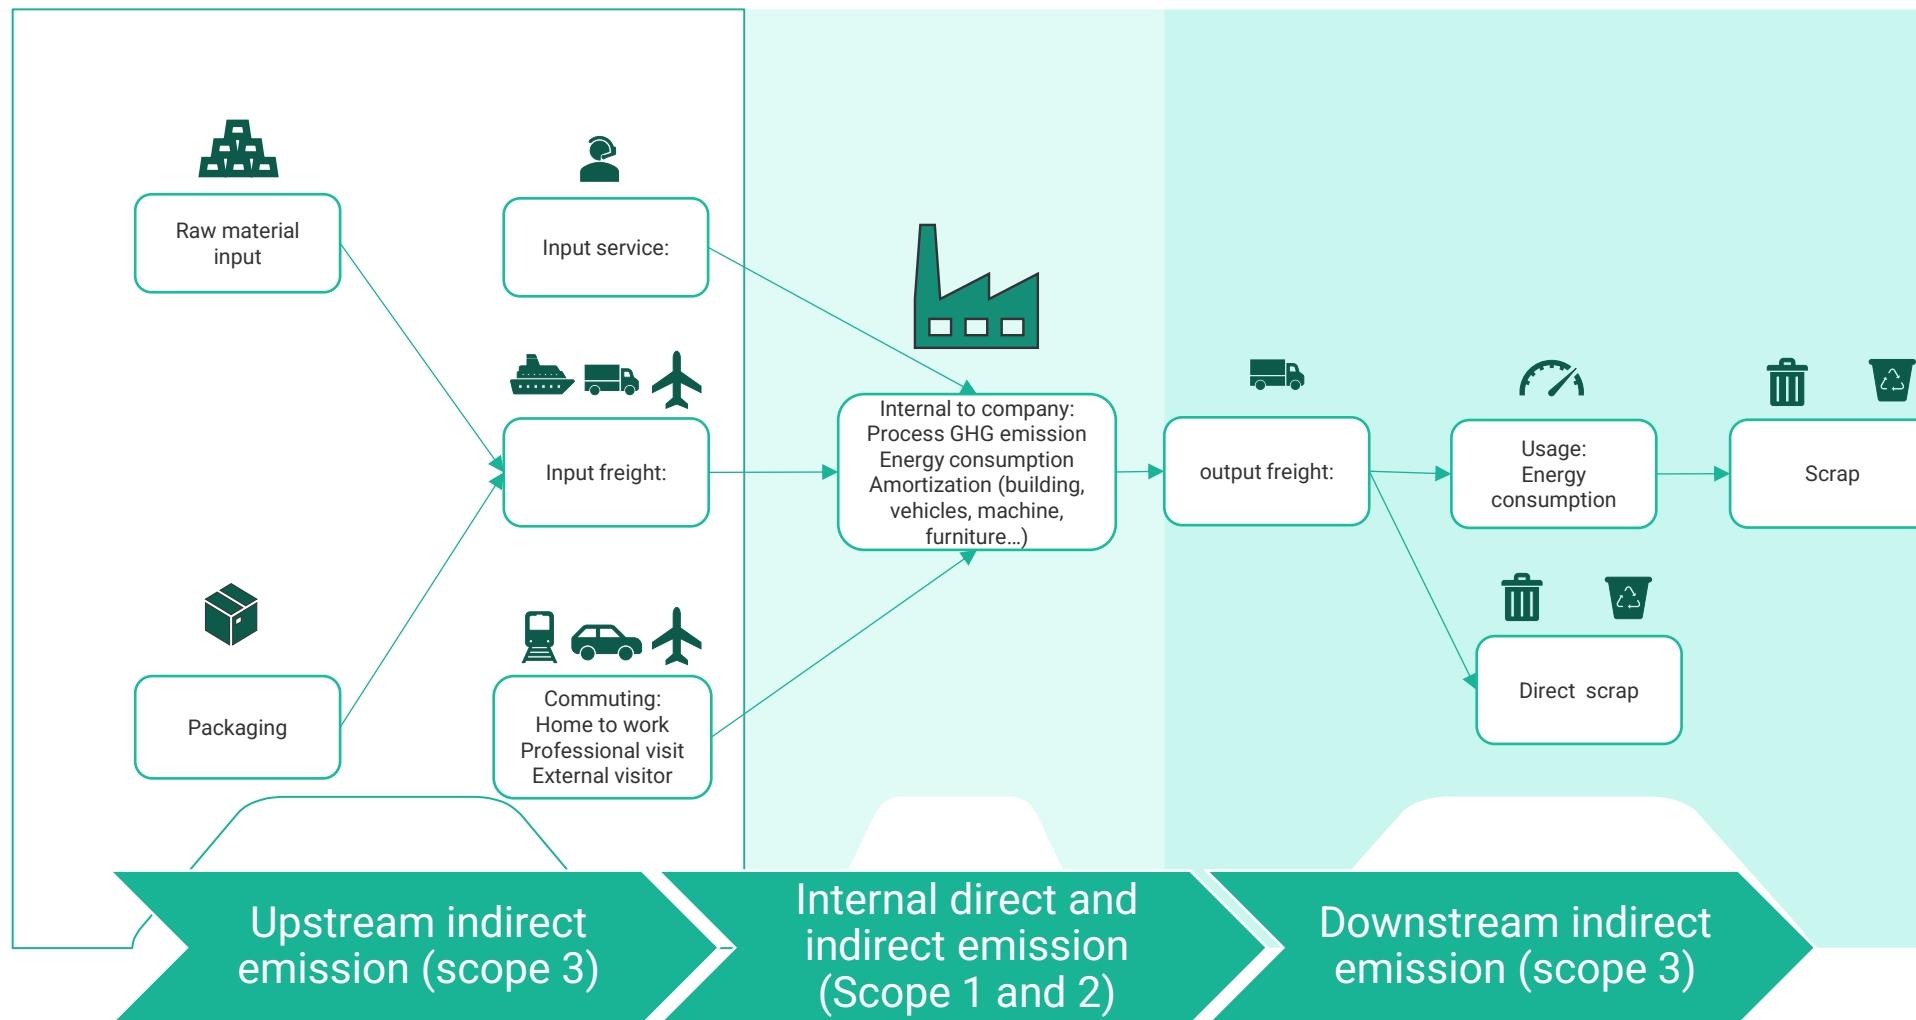 Raw material
input
Input service:
Input freight:
Packaging
Commuting:
Home to work
Professional visit
External visitor
Internal to company:
Process GHG emission
Energy consumption
Amortization (building,
vehicles, machine,
furniture...)
output freight:
Usage:
Energy
consumption
Scrap
Direct  scrap
Upstream indirect
emission (scope 3)
Internal direct and
indirect emission
(Scope 1 and 2)
Downstream indirect
emission (scope 3)